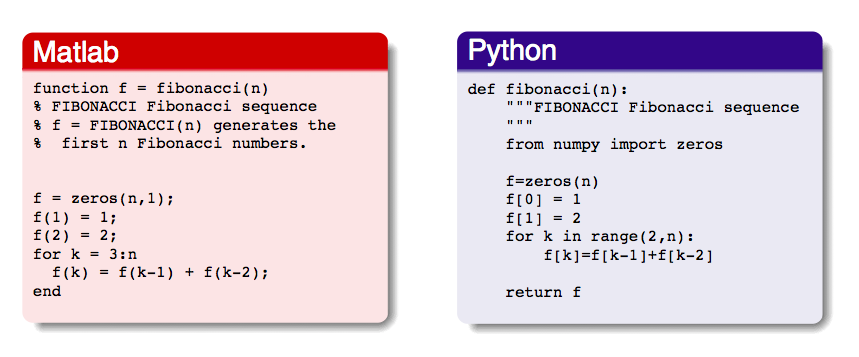 Matlab
function f = fibonacci(n)
% FIBONACCI Fibonacci sequence
% f = FIBONACCI(n) generates the
%  first n Fibonacci numbers.
f = zeros(n,1);
f(1) = 1;
f(2) = 2;
for k = 3:n
  f(k) = f(k-1) + f(k-2);
end
Python
def fibonacci(n):
    """FIBONACCI Fibonacci sequence
    """
    from numpy import zeros
    f=zeros(n)
    f[0] = 1
    f[1] = 2
    for k in range(2,n):
        f[k]=f[k-1]+f[k-2]
    return f